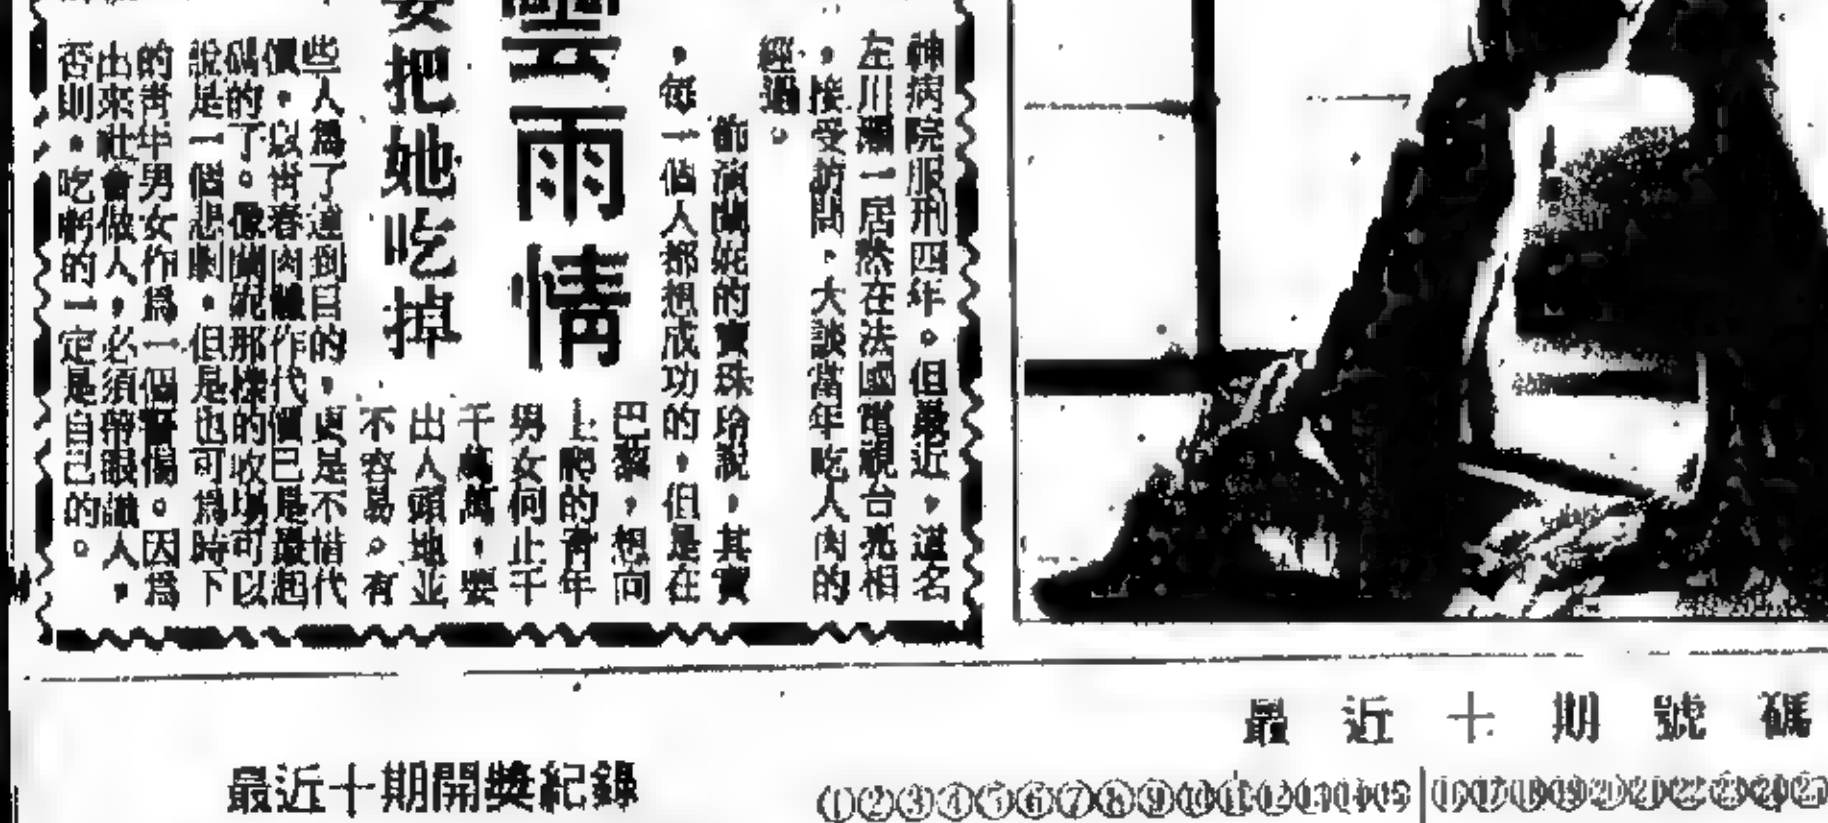 神病院服刑四年。但最近,這名
左川瀾一居然在法國電視台亮相
,接受訪問,大談當年吃人肉的
經過。
飾演關妮的寶珠玲說,其實
,每一個人都想成功的,但是在
巴黎,想向
上爬的青年
男女何止千
千萬萬,要
出人頭地並
不容易。有
雲雨情
要把她吃掉
些人為了達到目的,更是不惜代
價,以青春肉體作代價已是最起
碼的了。像關妮那樣的收場可以
說是一個悲劇,但是也可為時下
的青年男女作為一個警惕。因為
出來社會做人,必須帶眼識人,
否則,吃虧的一定是自己的。
最近十期號碼
最近十期開獎紀錄
①②③④⑤⑥⑦⑧⑨⑩⑪⑫⑬⑭⑮